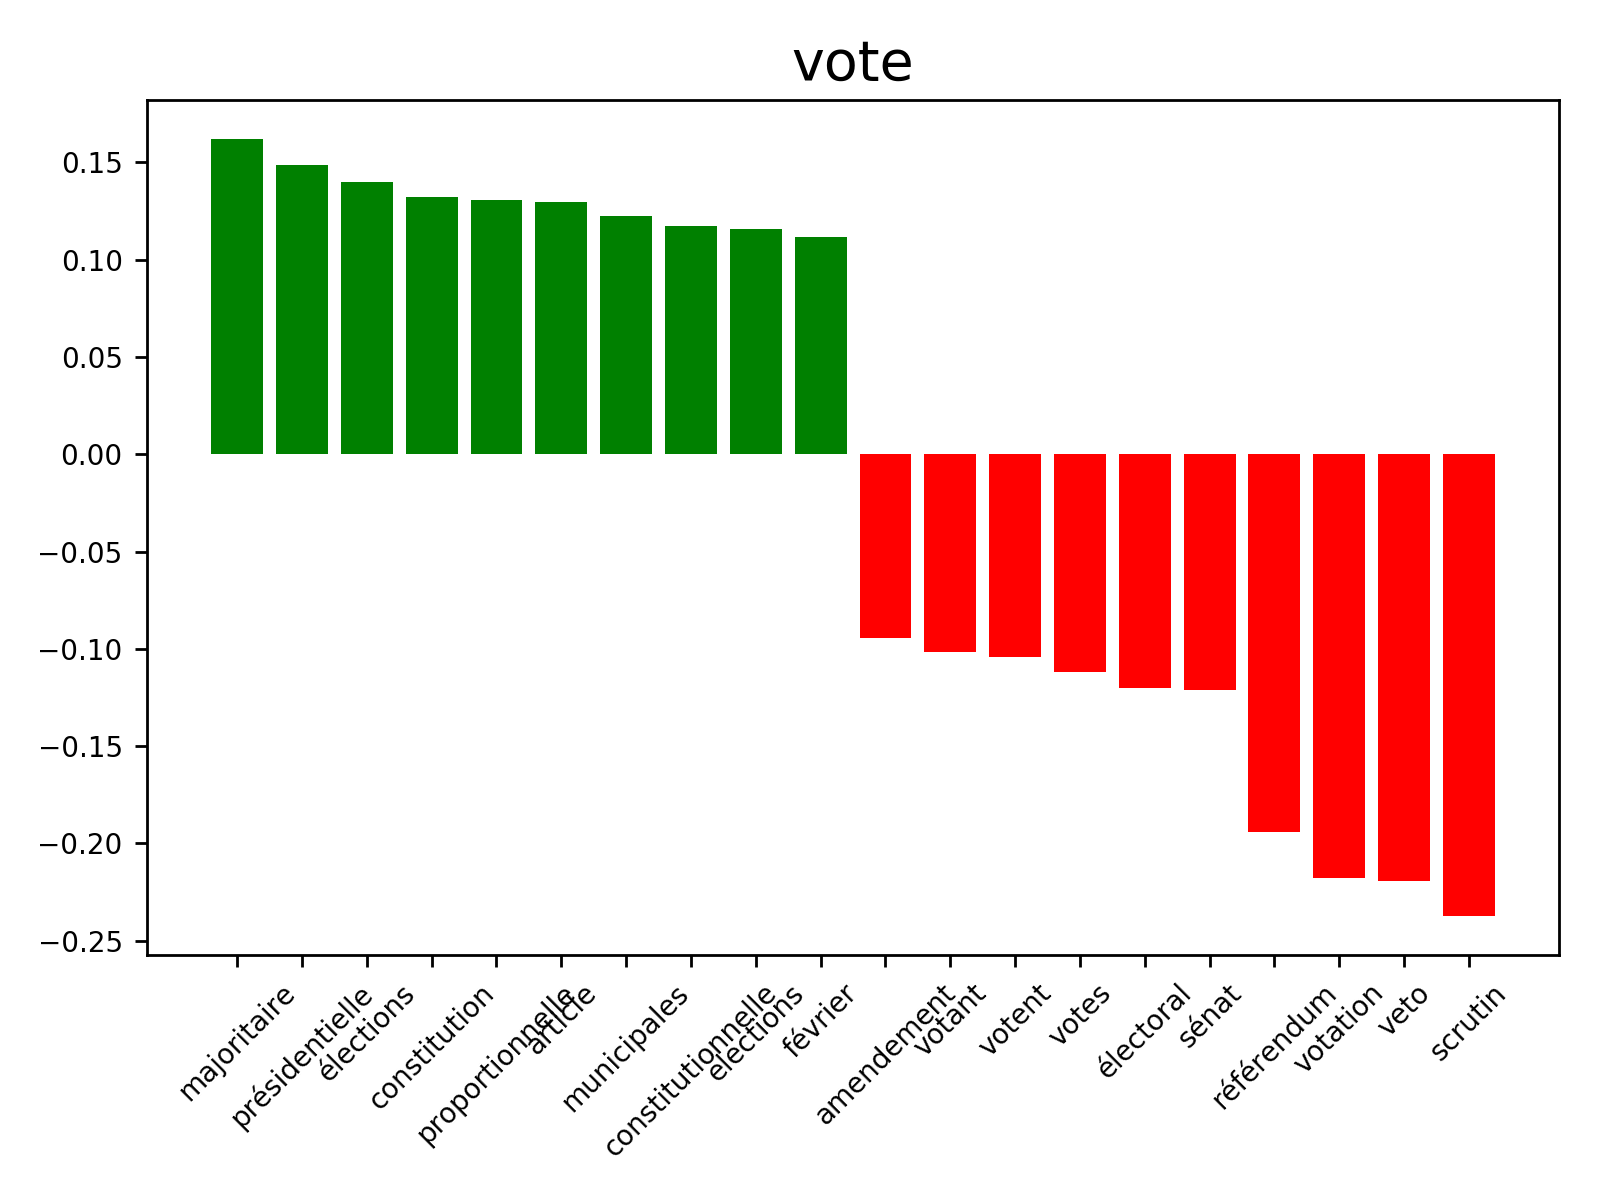 vote
0.15
0.10
0.05
0.00
−0.05
−0.10
−0.15
−0.20
−0.25
majoritaire
présidentielle
élections
constitution
proportionnelle
article
municipales
constitutionnelle
elections
février
amendement
votant
votent
votes
électoral
sénat
référendum
votation
veto
scrutin